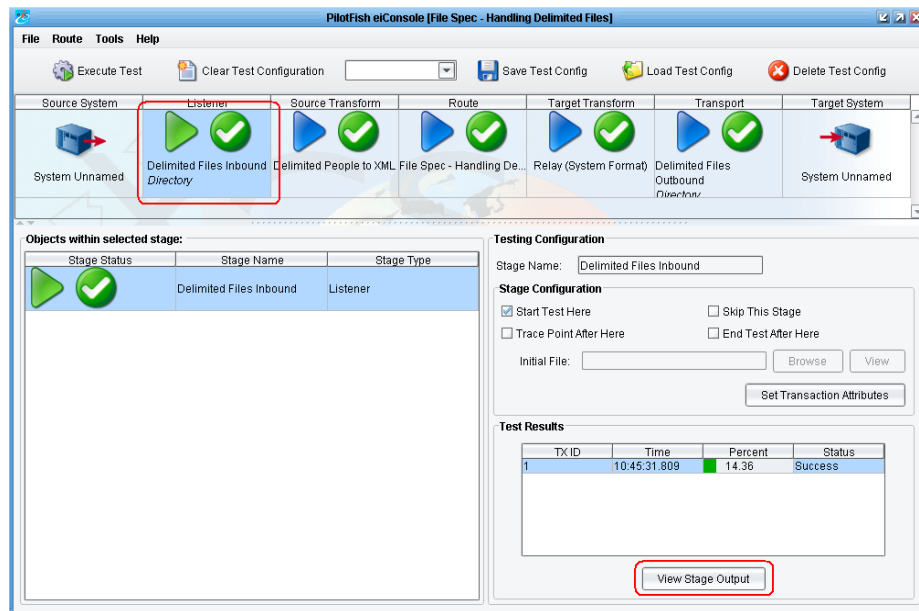 PilotFish eiConsole [File Spec - Handling Delimited Files]
File Route Tools Help
Execute Test Clear Test Configuration Save Test Config Load Test Config Delete Test Config
Source System Listener Source Transform Route Target Transform Transport Target System
System Unnamed
Delimited Files Inbound
Directory
Delimited People to XML
File Spec - Handling De...
Relay (System Format)
Delimited Files
Outbound
Directory
System Unnamed
Objects within selected stage:
Stage Status Stage Name Stage Type
Delimited Files Inbound Listener
Testing Configuration
Stage Name: Delimited Files Inbound
Stage Configuration
Start Test Here Skip This Stage
Trace Point After Here End Test After Here
Initial File: Browse View
Set Transaction Attributes
Test Results
TX ID Time Percent Status
1 10:45:31.809 14.36 Success
View Stage Output